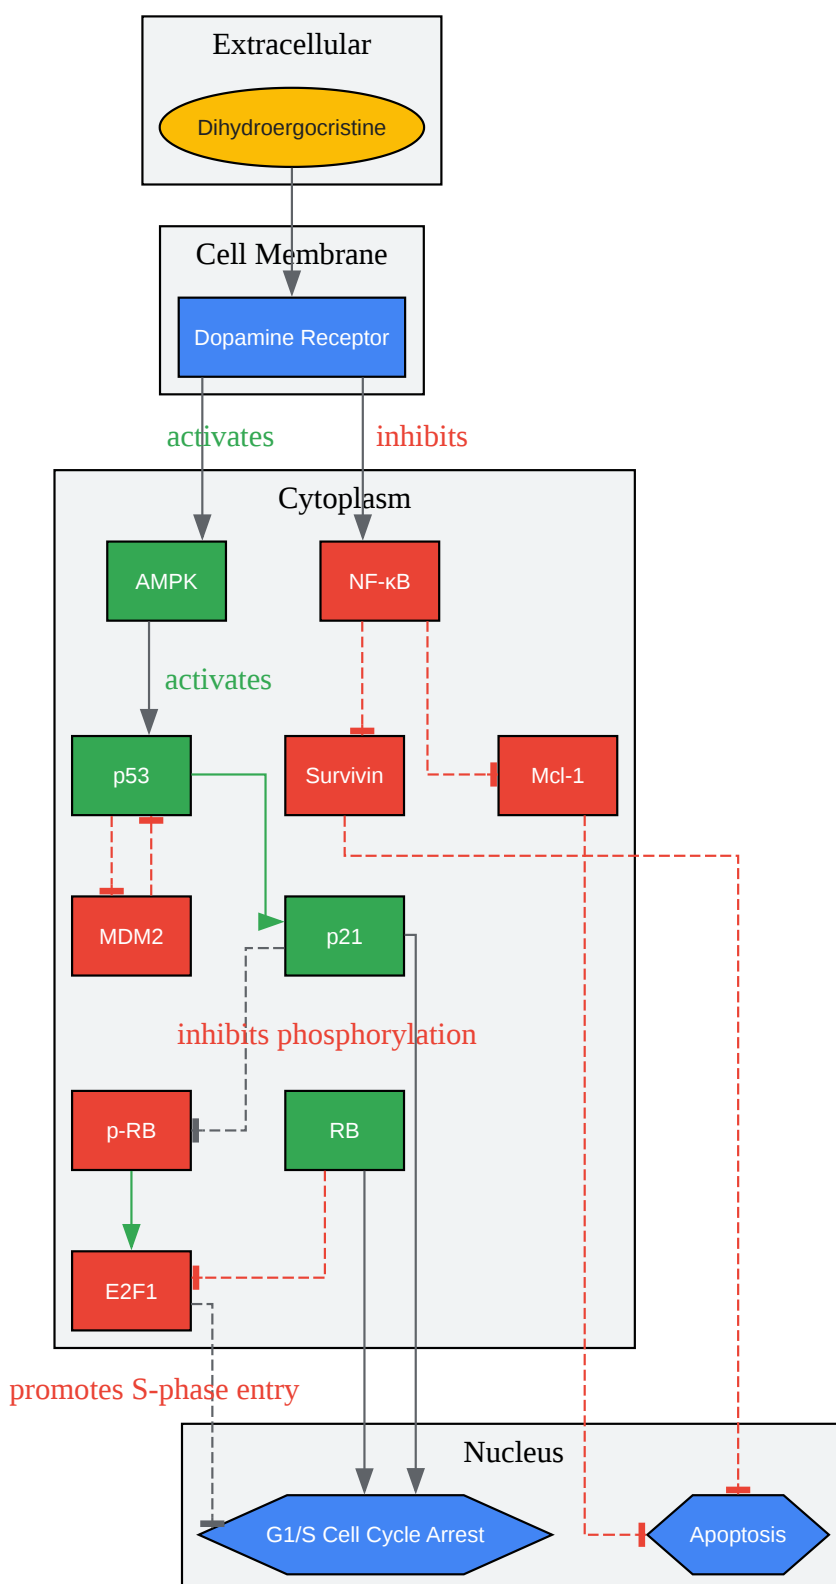 Extracellular
Dihydroergocristine
Cell Membrane
Dopamine Receptor
activates
inhibits
Cytoplasm
AMPK
NF-κB
activates
p53
Survivin
Mcl-1
MDM2
p21
inhibits phosphorylation
p-RB
RB
E2F1
promotes S-phase entry
Nucleus
G1/S Cell Cycle Arrest
Apoptosis